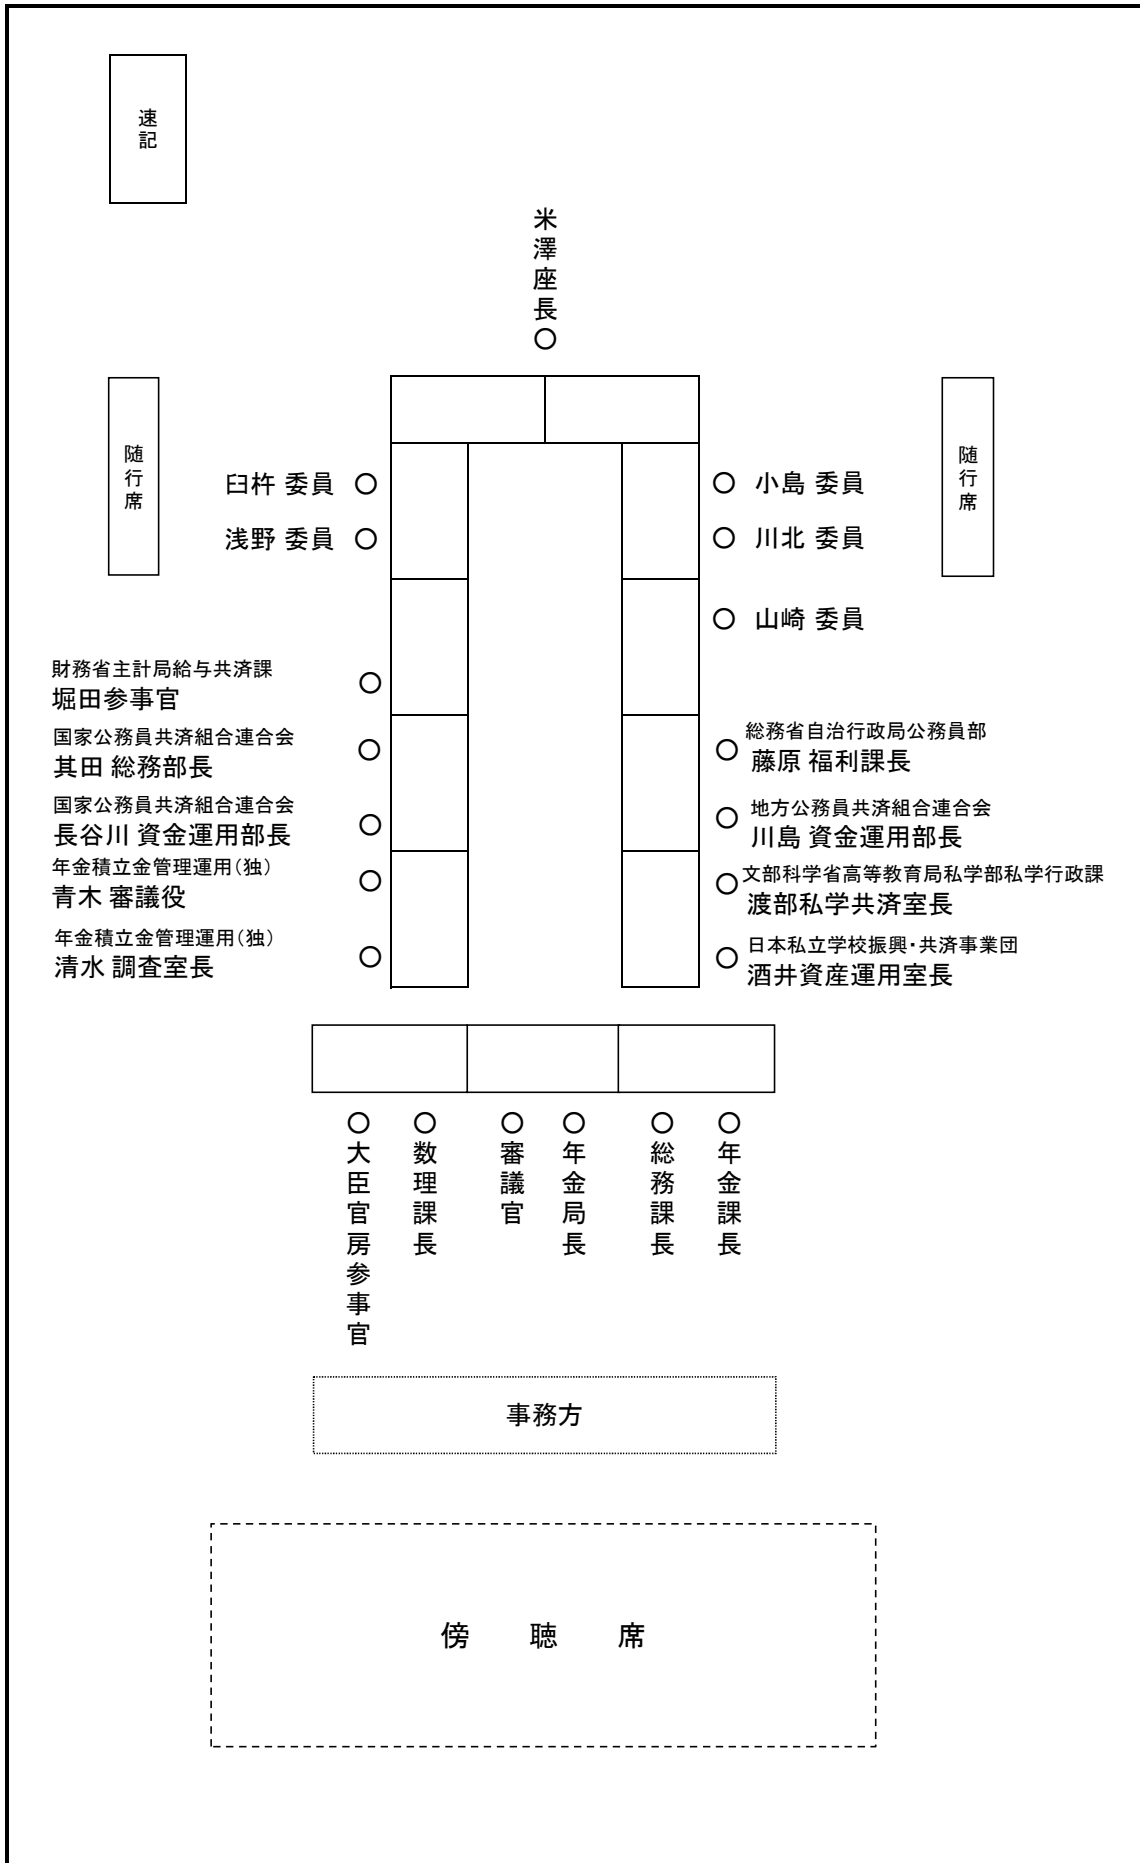 速記
米澤座長
随行席
随行席
臼杵 委員
小島 委員
浅野 委員
川北 委員
山崎 委員
財務省主計局給与共済課
堀田参事官
国家公務員共済組合連合会
其田 総務部長
総務省自治行政局公務員部
藤原 福利課長
国家公務員共済組合連合会
長谷川 資金運用部長
地方公務員共済組合連合会
川島 資金運用部長
年金積立金管理運用(独)
青木 審議役
文部科学省高等教育局私学部私学行政課
渡部私学共済室長
年金積立金管理運用(独)
清水 調査室長
日本私立学校振興・共済事業団
酒井資産運用室長
大臣官房参事官
数理課長
審議官
年金局長
総務課長
年金課長
事務方
傍 聴 席